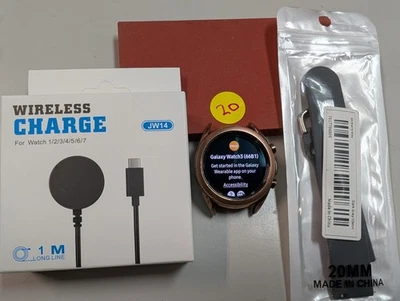 WIRELESS
CHARGE
JW14
For Watch 1/2/3/4/5/6/7
1 M
LONG LINE
20
Galaxy Watch3 (66B1)
Get started in the Galaxy
Wearable app on your
phone.
Accessibility
20MM
MADE IN CHINA